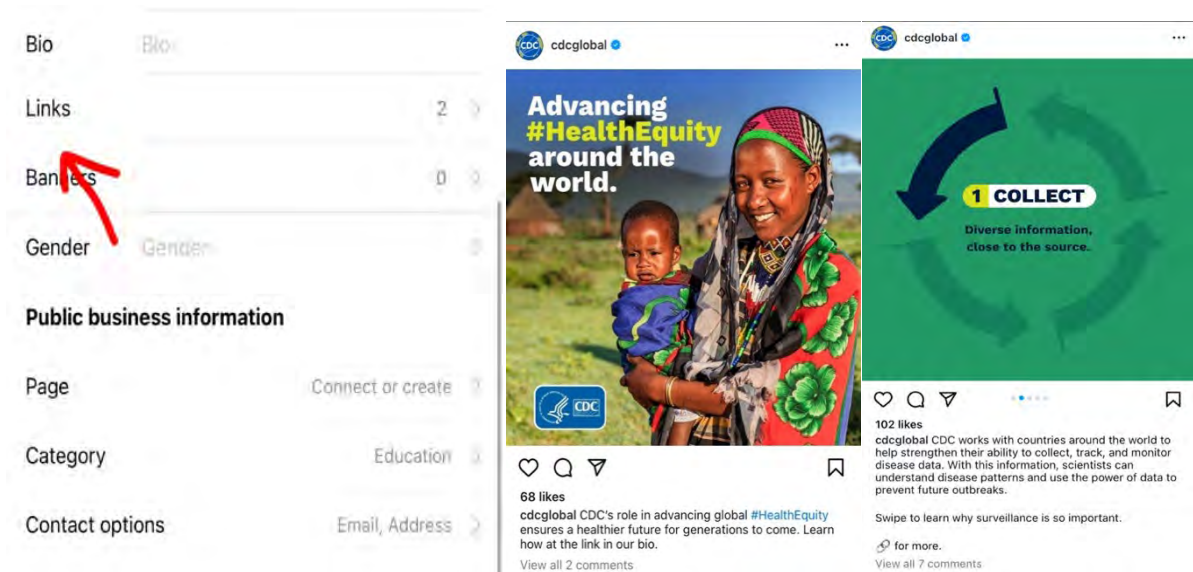 Bio Bio
Links 2
Banners 0
Gender Gender
Public business information
Page Connect or create
Category Education
Contact options Email, Address
CDC cdcglobal
Advancing
#HealthEquity
around the
world.
CDC
68 likes
cdcglobal CDC's role in advancing global #HealthEquity
ensures a healthier future for generations to come. Learn
how at the link in our bio.
View all 2 comments
CDC cdcglobal
1 COLLECT
Diverse information,
close to the source.
102 likes
cdcglobal CDC works with countries around the world to
help strengthen their ability to collect, track, and monitor
disease data. With this information, scientists can
understand disease patterns and use the power of data to
prevent future outbreaks.
Swipe to learn why surveillance is so important.
for more.
View all 7 comments